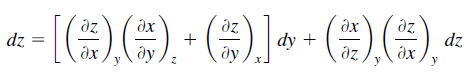 dz = [(∂z/∂x)_y (∂x/∂y)_z + (∂z/∂y)_x] dy + (∂x/∂z)_y (∂z/∂x)_y dz